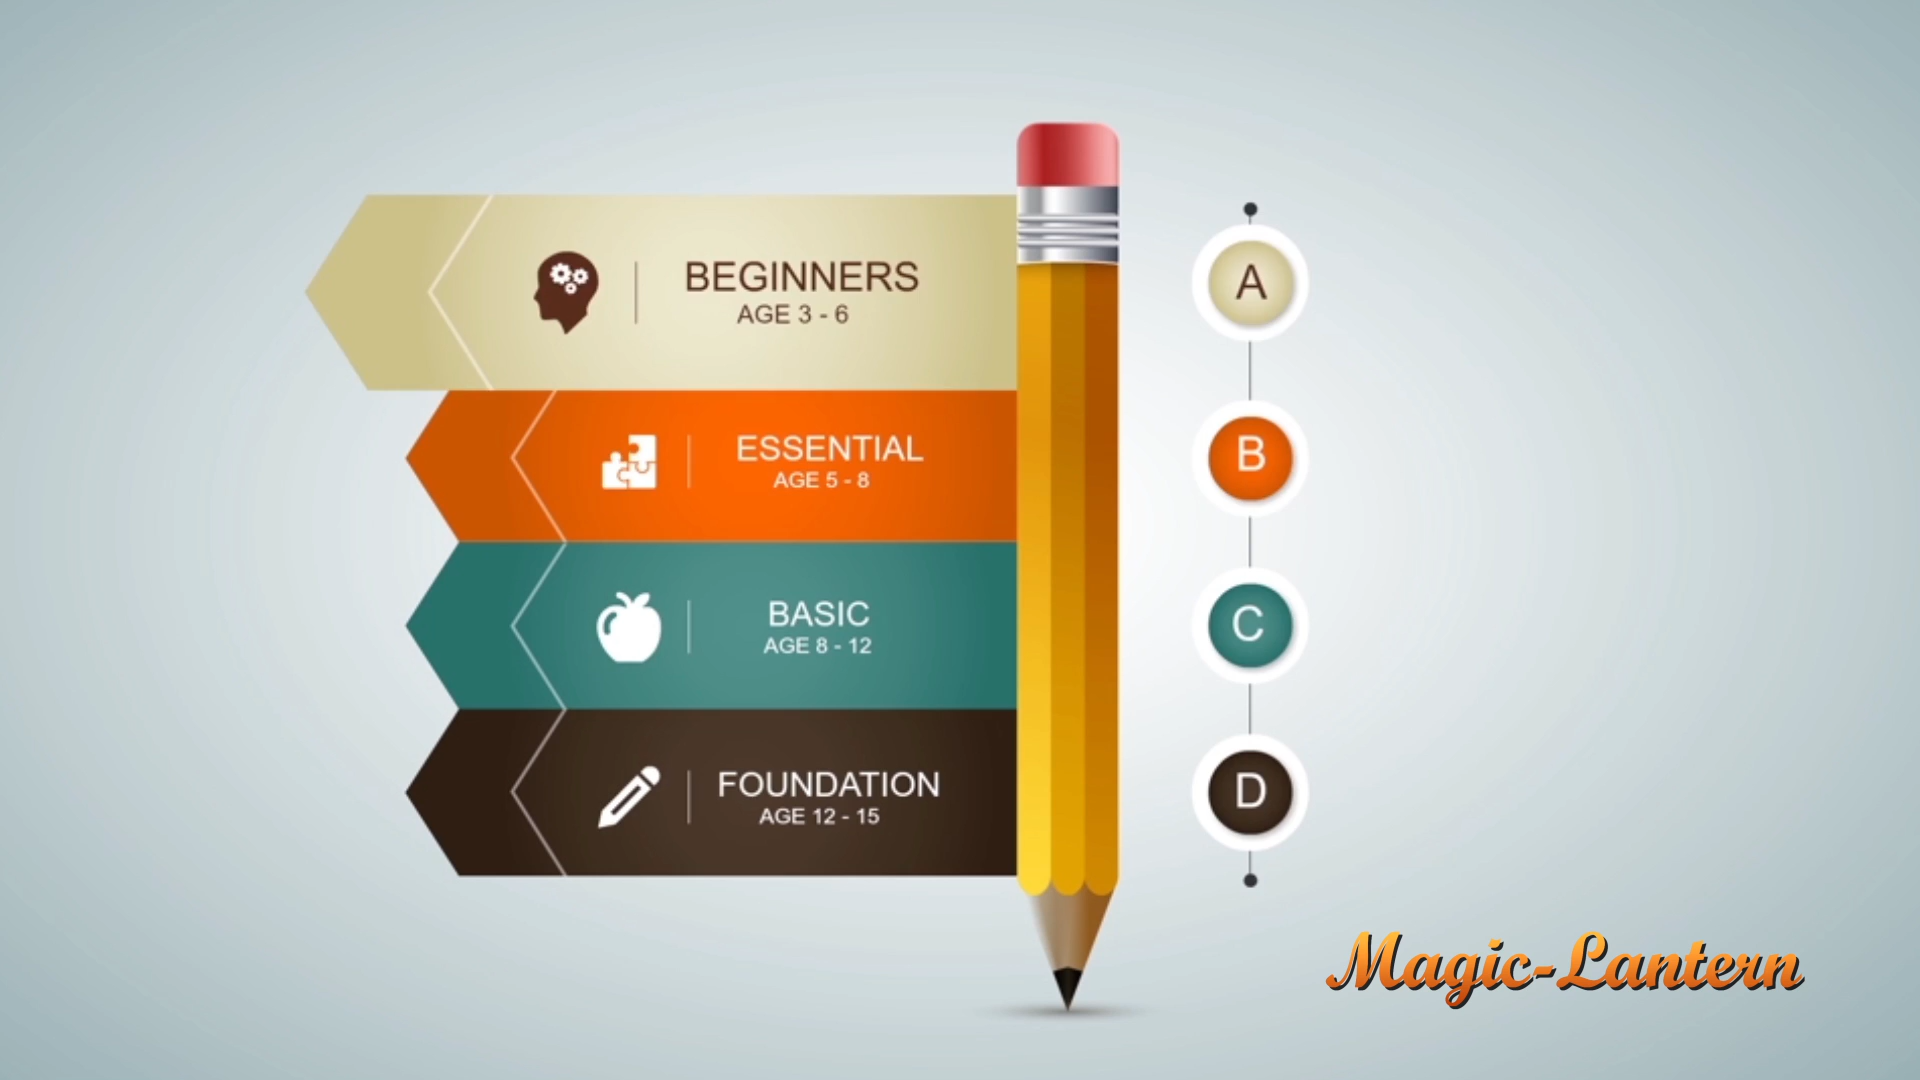 BEGINNERS
AGE 3 - 6
A
ESSENTIAL
AGE 5 - 8
B
BASIC
AGE 8 - 12
C
FOUNDATION
AGE 12 - 15
D
Magic-Lantern